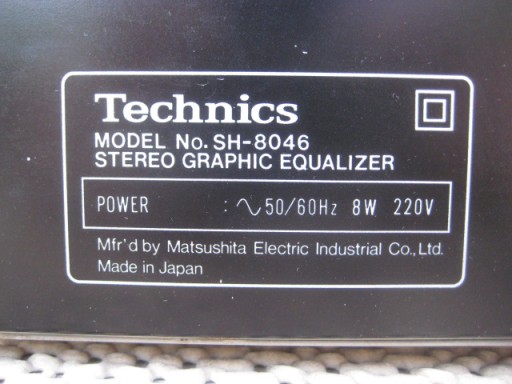 Technics
MODEL No. SH-8046
STEREO GRAPHIC EQUALIZER
POWER : ∿50/60Hz 8W 220V
Mfr'd by Matsushita Electric Industrial Co., Ltd.
Made in Japan